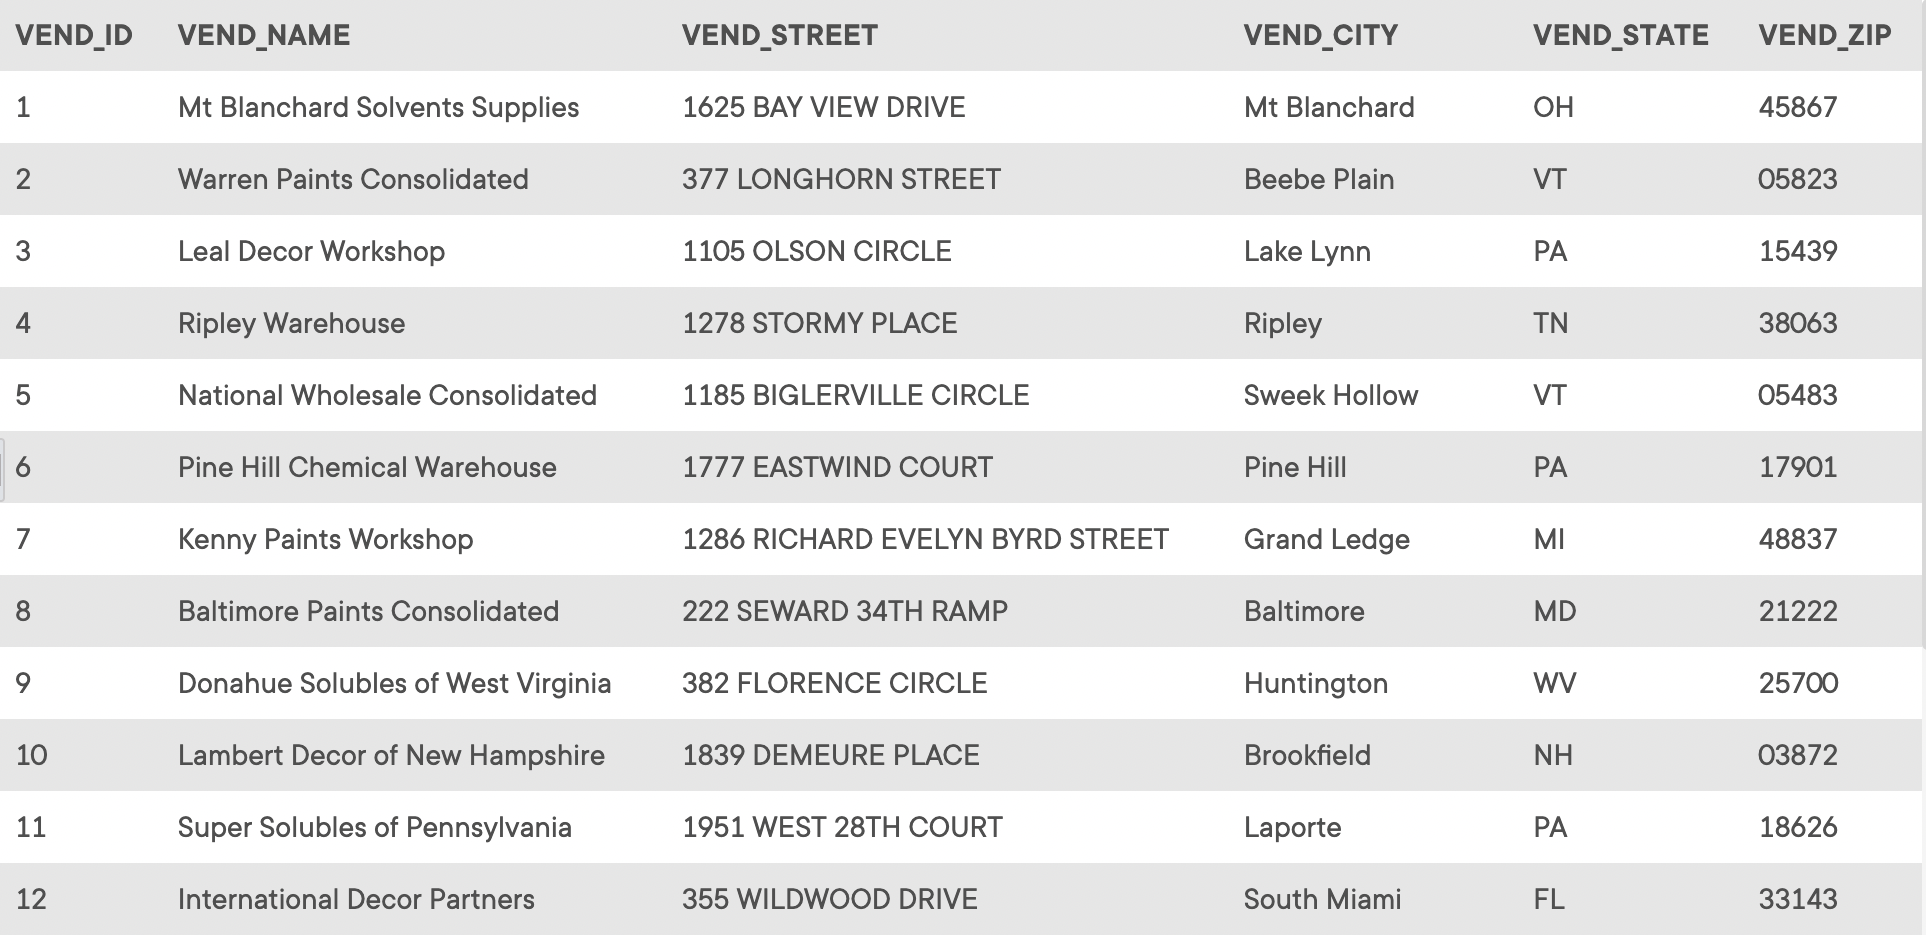 VEND_ID VEND_NAME VEND_STREET VEND_CITY VEND_STATE VEND_ZIP
1 Mt Blanchard Solvents Supplies 1625 BAY VIEW DRIVE Mt Blanchard OH 45867
2 Warren Paints Consolidated 377 LONGHORN STREET Beebe Plain VT 05823
3 Leal Decor Workshop 1105 OLSON CIRCLE Lake Lynn PA 15439
4 Ripley Warehouse 1278 STORMY PLACE Ripley TN 38063
5 National Wholesale Consolidated 1185 BIGLERVILLE CIRCLE Sweek Hollow VT 05483
6 Pine Hill Chemical Warehouse 1777 EASTWIND COURT Pine Hill PA 17901
7 Kenny Paints Workshop 1286 RICHARD EVELYN BYRD STREET Grand Ledge MI 48837
8 Baltimore Paints Consolidated 222 SEWARD 34TH RAMP Baltimore MD 21222
9 Donahue Solubles of West Virginia 382 FLORENCE CIRCLE Huntington WV 25700
10 Lambert Decor of New Hampshire 1839 DEMEURE PLACE Brookfield NH 03872
11 Super Solubles of Pennsylvania 1951 WEST 28TH COURT Laporte PA 18626
12 International Decor Partners 355 WILDWOOD DRIVE South Miami FL 33143